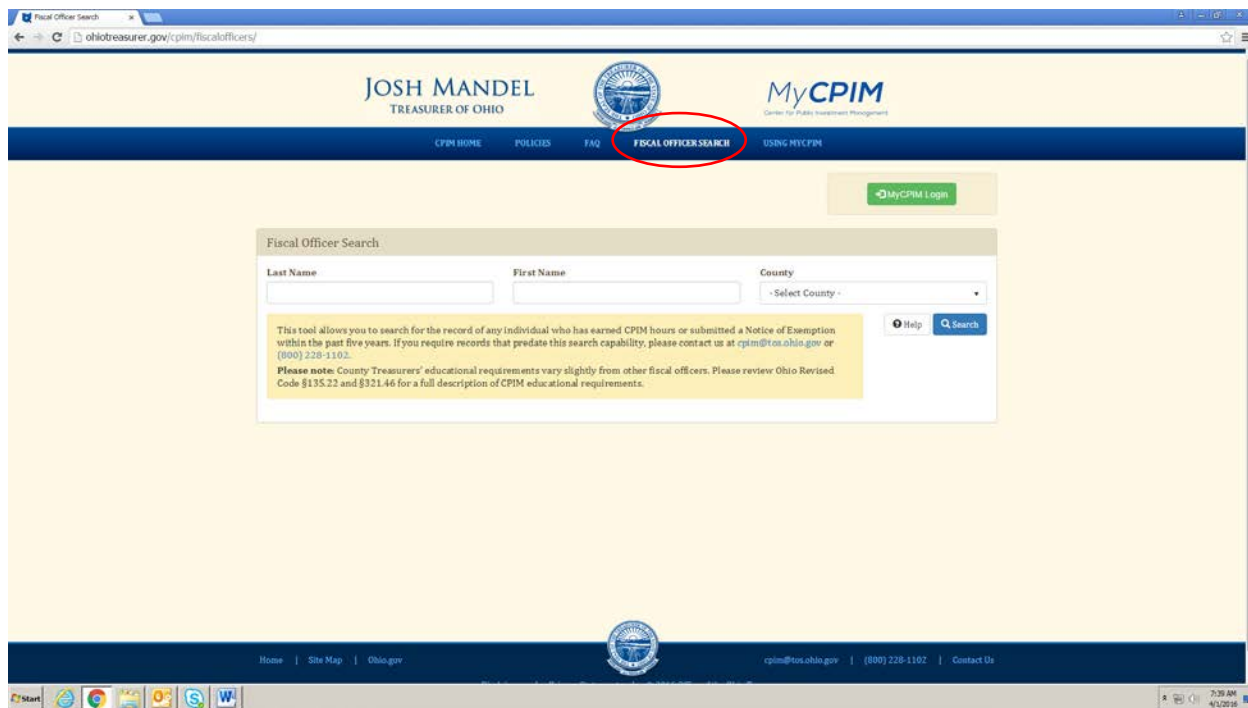 Fiscal Officer Search
ohiotreasurer.gov/cpim/fiscalofficers/
JOSH MANDEL
TREASURER OF OHIO
MyCPIM
Center for Public Investment Management
CPIM HOME POLICIES FAQ FISCAL OFFICER SEARCH USING MYCPIM
MyCPIM Login
Fiscal Officer Search
Last Name First Name County
- Select County -
This tool allows you to search for the record of any individual who has earned CPIM hours or submitted a Notice of Exemption
within the past five years. If you require records that predate this search capability, please contact us at cpim@tos.ohio.gov or
(800) 228-1102.
Please note: County Treasurers' educational requirements vary slightly from other fiscal officers. Please review Ohio Revised
Code §135.22 and §321.46 for a full description of CPIM educational requirements.
Help Search
Home | Site Map | Ohio.gov cpim@tos.ohio.gov | (800) 228-1102 | Contact Us
Start
7:39 AM
4/1/2016